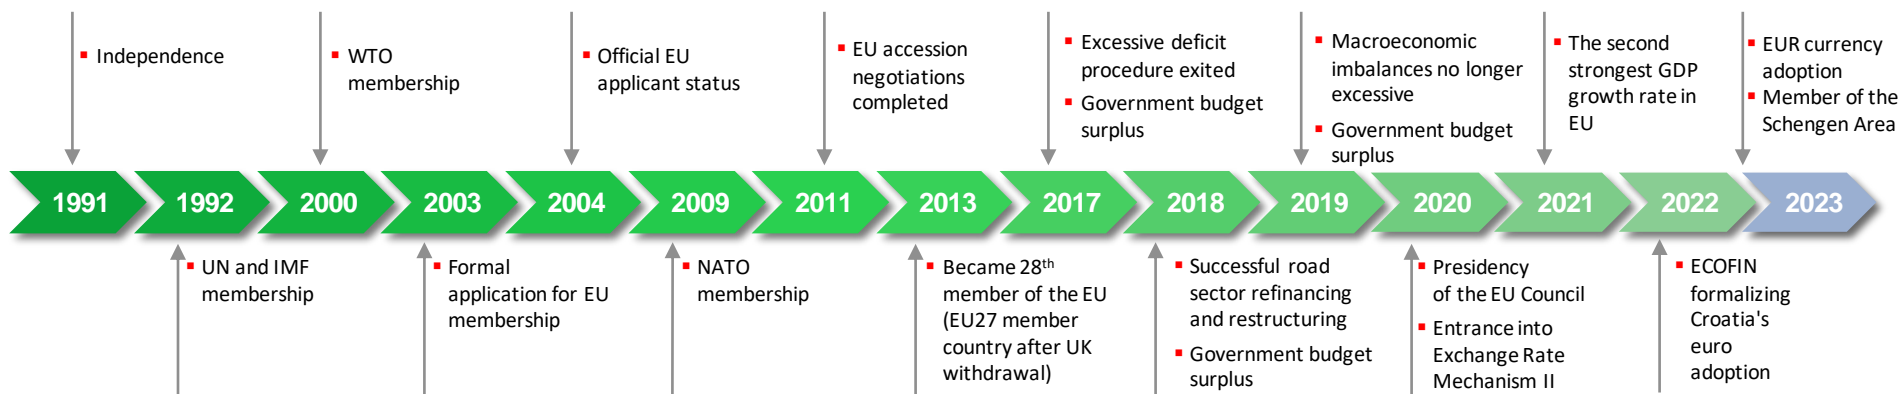 Independence
WTO
membership
Official EU
applicant status
EU accession
negotiations
completed
Excessive deficit
procedure exited
Government budget
surplus
Macroeconomic
imbalances no longer
excessive
Government budget
surplus
The second
strongest GDP
growth rate in
EU
EUR currency
adoption
Member of the
Schengen Area
1991
1992
2000
2003
2004
2009
2011
2013
2017
2018
2019
2020
2021
2022
2023
UN and IMF
membership
Formal
application for EU
membership
NATO
membership
Became 28th
member of the EU
(EU27 member
country after UK
withdrawal)
Successful road
sector refinancing
and restructuring
Government budget
surplus
Presidency
of the EU Council
Entrance into
Exchange Rate
Mechanism II
ECOFIN
formalizing
Croatia's
euro
adoption